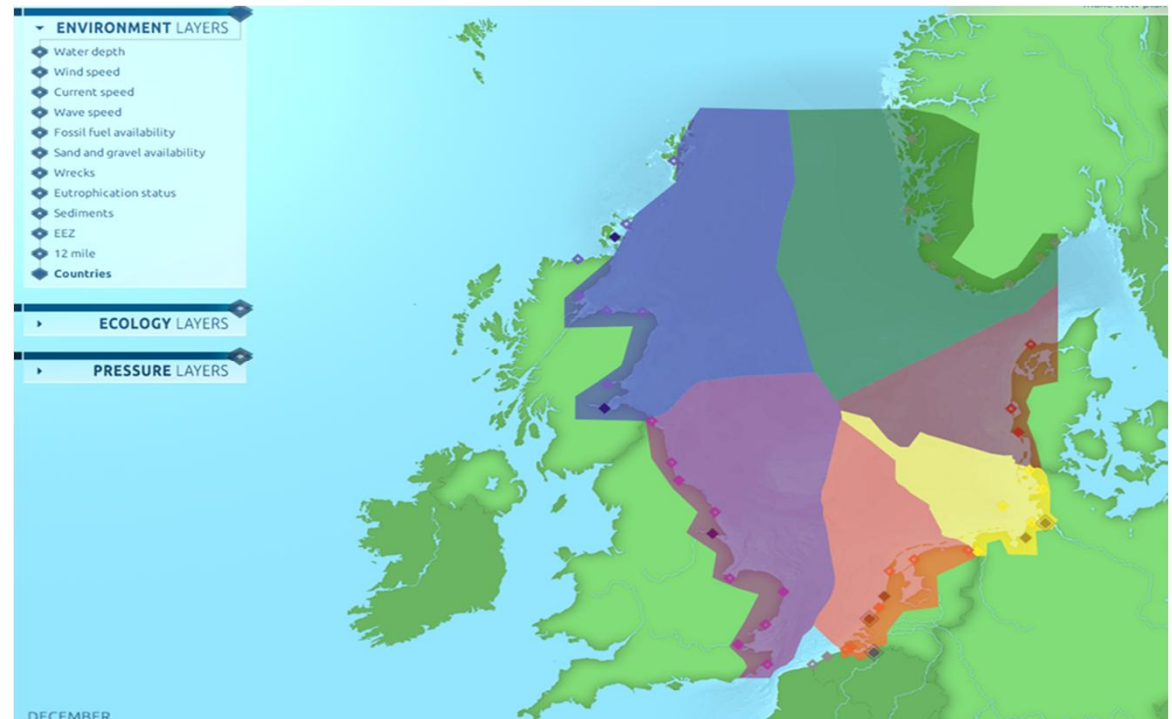 ENVIRONMENT LAYERS
Water depth
Wind speed
Current speed
Wave speed
Fossil fuel availability
Sand and gravel availability
Wrecks
Eutrophication status
Sediments
EEZ
12 mile
Countries
ECOLOGY LAYERS
PRESSURE LAYERS
DECEMBER